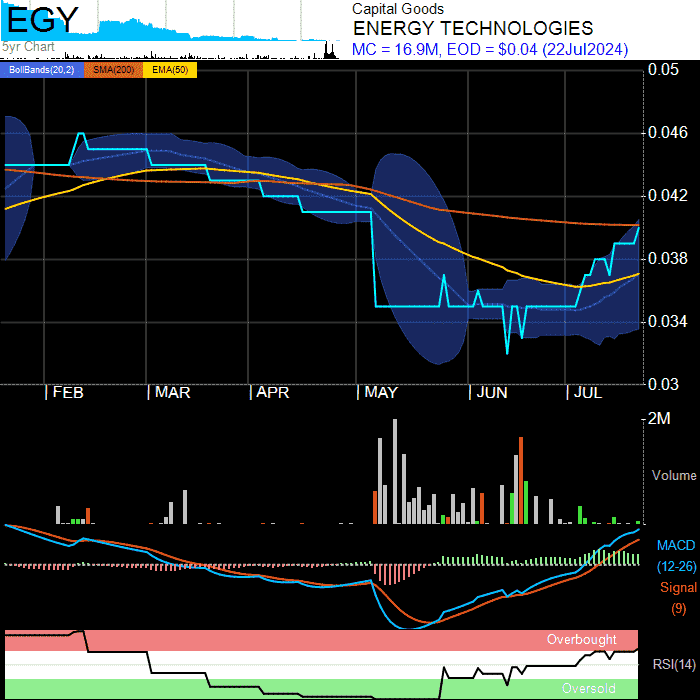 EGY
5yr Chart
Capital Goods
ENERGY TECHNOLOGIES
MC = 16.9M, EOD = $0.04 (22Jul2024)
BollBands(20,2) SMA(200) EMA(50)
0.05
0.046
0.042
0.038
0.034
0.03
FEB MAR APR MAY JUN JUL
2M
Volume
MACD
(12-26)
Signal
(9)
Overbought
RSI(14)
Oversold